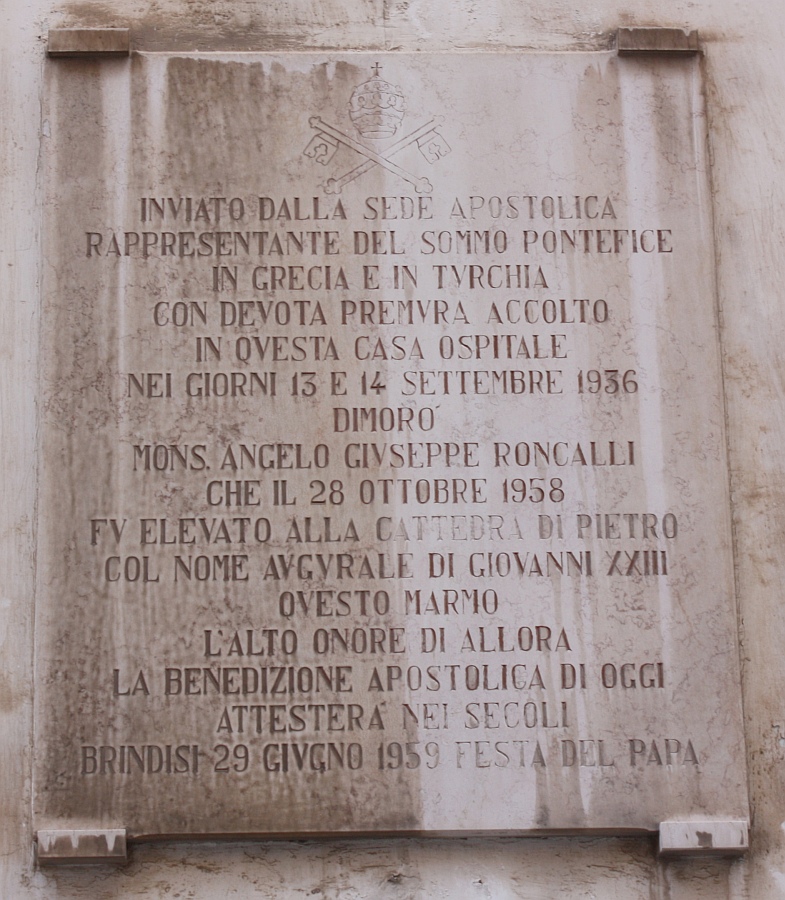 INVIATO DALLA SEDE APOSTOLICA
RAPPRESENTANTE DEL SOMMO PONTEFICE
IN GRECIA E IN TVRCHIA
CON DEVOTA PREMVRA ACCOLTO
IN QVESTA CASA OSPITALE
NEI GIORNI 13 E 14 SETTEMBRE 1936
DIMORO'
MONS. ANGELO GIVSEPPE RONCALLI
CHE IL 28 OTTOBRE 1958
FV ELEVATO ALLA CATTEDRA DI PIETRO
COL NOME AVGVRALE DI GIOVANNI XXIII
QVESTO MARMO
L'ALTO ONORE DI ALLORA
LA BENEDIZIONE APOSTOLICA DI OGGI
ATTESTERA' NEI SECOLI
BRINDISI 29 GIVGNO 1959 FESTA DEL PAPA